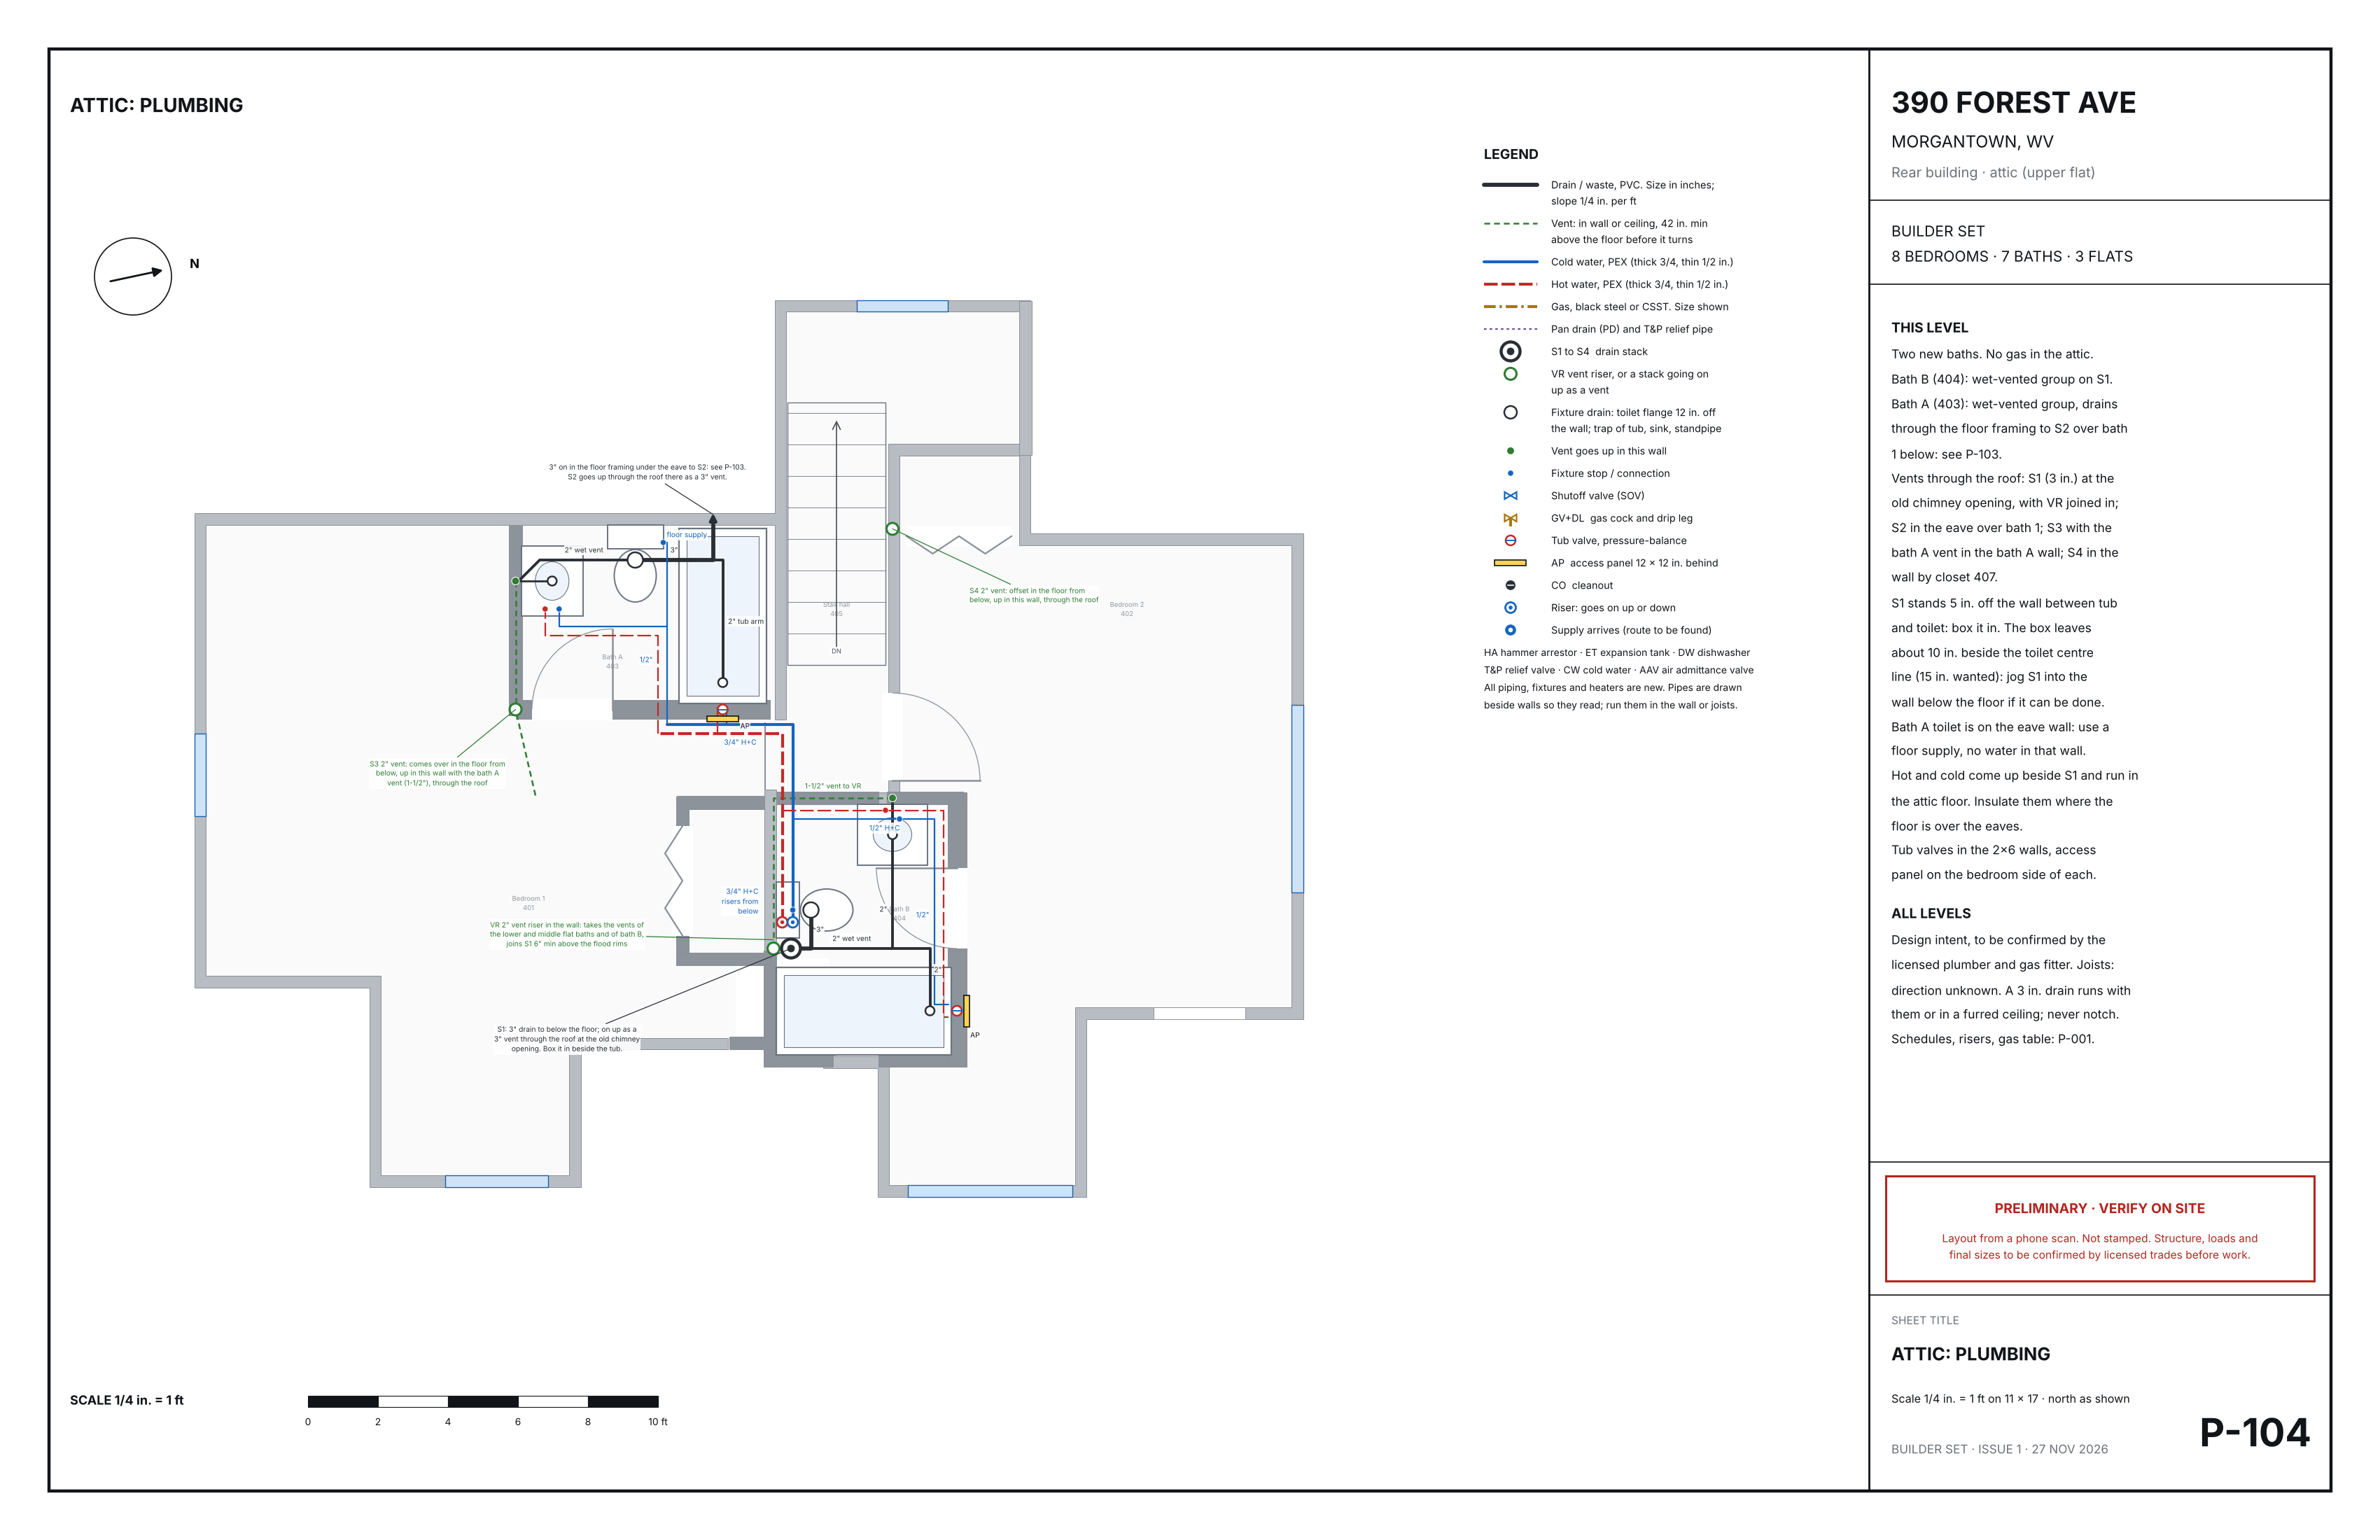 ATTIC: PLUMBING
N
3" on in the floor framing under the eave to S2: see P-103.
S2 goes up through the roof there as a 3" vent.
floor supply
2" wet vent
3"
2" tub arm
Bath A
403
1/2"
AP
3/4" H+C
S3 2" vent: comes over in the floor from
below, up in this wall with the bath A
vent (1-1/2"), through the roof
Stair hall
405
DN
S4 2" vent: offset in the floor from
below, up in this wall, through the roof
Bedroom 2
402
1-1/2" vent to VR
1/2" H+C
3/4" H+C
risers from
below
Bedroom 1
401
2"
Bath B
404
1/2"
3"
2" wet vent
2"
AP
VR 2" vent riser in the wall: takes the vents of
the lower and middle flat baths and of bath B,
joins S1 6" min above the flood rims
S1: 3" drain to below the floor; on up as a
3" vent through the roof at the old chimney
opening. Box it in beside the tub.
SCALE 1/4 in. = 1 ft
0 2 4 6 8 10 ft
LEGEND
Drain / waste, PVC. Size in inches;
slope 1/4 in. per ft
Vent: in wall or ceiling, 42 in. min
above the floor before it turns
Cold water, PEX (thick 3/4, thin 1/2 in.)
Hot water, PEX (thick 3/4, thin 1/2 in.)
Gas, black steel or CSST. Size shown
Pan drain (PD) and T&P relief pipe
S1 to S4 drain stack
VR vent riser, or a stack going on
up as a vent
Fixture drain: toilet flange 12 in. off
the wall; trap of tub, sink, standpipe
Vent goes up in this wall
Fixture stop / connection
Shutoff valve (SOV)
GV+DL gas cock and drip leg
Tub valve, pressure-balance
AP access panel 12 × 12 in. behind
CO cleanout
Riser: goes on up or down
Supply arrives (route to be found)
HA hammer arrestor · ET expansion tank · DW dishwasher
T&P relief valve · CW cold water · AAV air admittance valve
All piping, fixtures and heaters are new. Pipes are drawn
beside walls so they read; run them in the wall or joists.
390 FOREST AVE
MORGANTOWN, WV
Rear building · attic (upper flat)
BUILDER SET
8 BEDROOMS · 7 BATHS · 3 FLATS
THIS LEVEL
Two new baths. No gas in the attic.
Bath B (404): wet-vented group on S1.
Bath A (403): wet-vented group, drains
through the floor framing to S2 over bath
1 below: see P-103.
Vents through the roof: S1 (3 in.) at the
old chimney opening, with VR joined in;
S2 in the eave over bath 1; S3 with the
bath A vent in the bath A wall; S4 in the
wall by closet 407.
S1 stands 5 in. off the wall between tub
and toilet: box it in. The box leaves
about 10 in. beside the toilet centre
line (15 in. wanted): jog S1 into the
wall below the floor if it can be done.
Bath A toilet is on the eave wall: use a
floor supply, no water in that wall.
Hot and cold come up beside S1 and run in
the attic floor. Insulate them where the
floor is over the eaves.
Tub valves in the 2×6 walls, access
panel on the bedroom side of each.
ALL LEVELS
Design intent, to be confirmed by the
licensed plumber and gas fitter. Joists:
direction unknown. A 3 in. drain runs with
them or in a furred ceiling; never notch.
Schedules, risers, gas table: P-001.
PRELIMINARY · VERIFY ON SITE
Layout from a phone scan. Not stamped. Structure, loads and
final sizes to be confirmed by licensed trades before work.
SHEET TITLE
ATTIC: PLUMBING
Scale 1/4 in. = 1 ft on 11 × 17 · north as shown
BUILDER SET · ISSUE 1 · 27 NOV 2026
P-104